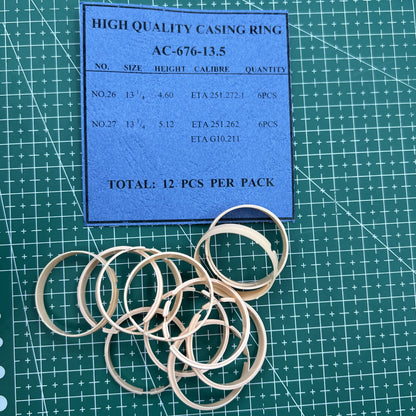 HIGH QUALITY CASING RING
AC-676-13.5
NO. SIZE HEIGHT CALIBRE QUANTITY
NO.26 13 1/4 4.60 ETA 251.272.1 6PCS
NO.27 13 1/4 5.12 ETA 251.262 6PCS
ETA G10.211
TOTAL: 12 PCS PER PACK